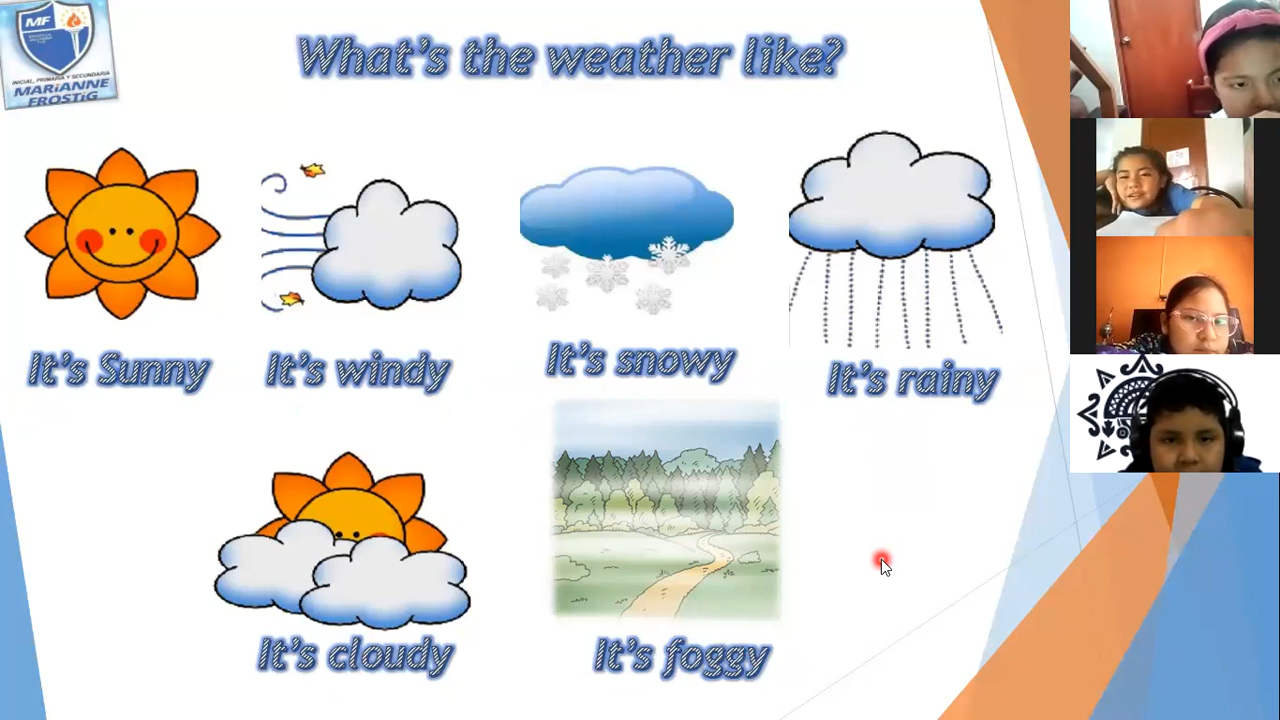 MF
INICIAL, PRIMARIA Y SECUNDARIA
MARIANNE
FROSTIG
What's the weather like?
It's Sunny
It's windy
It's snowy
It's rainy
It's cloudy
It's foggy